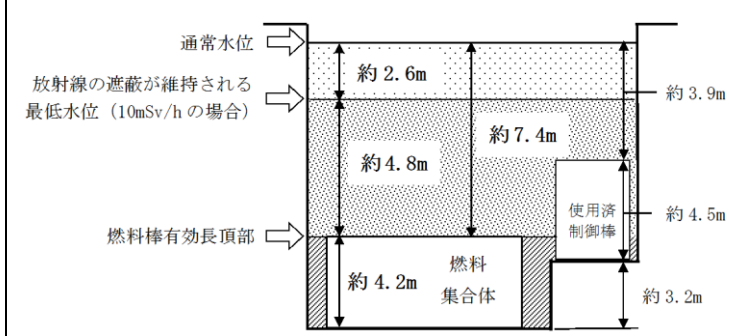 通常水位
放射線の遮蔽が維持される
最低水位（10mSv/h の場合）
燃料棒有効長頂部
約 2.6m
約4.8m
約7.4m
約 4.2m
燃料
集合体
使用済
制御棒
約 3.9m
約 4.5m
約 3.2m